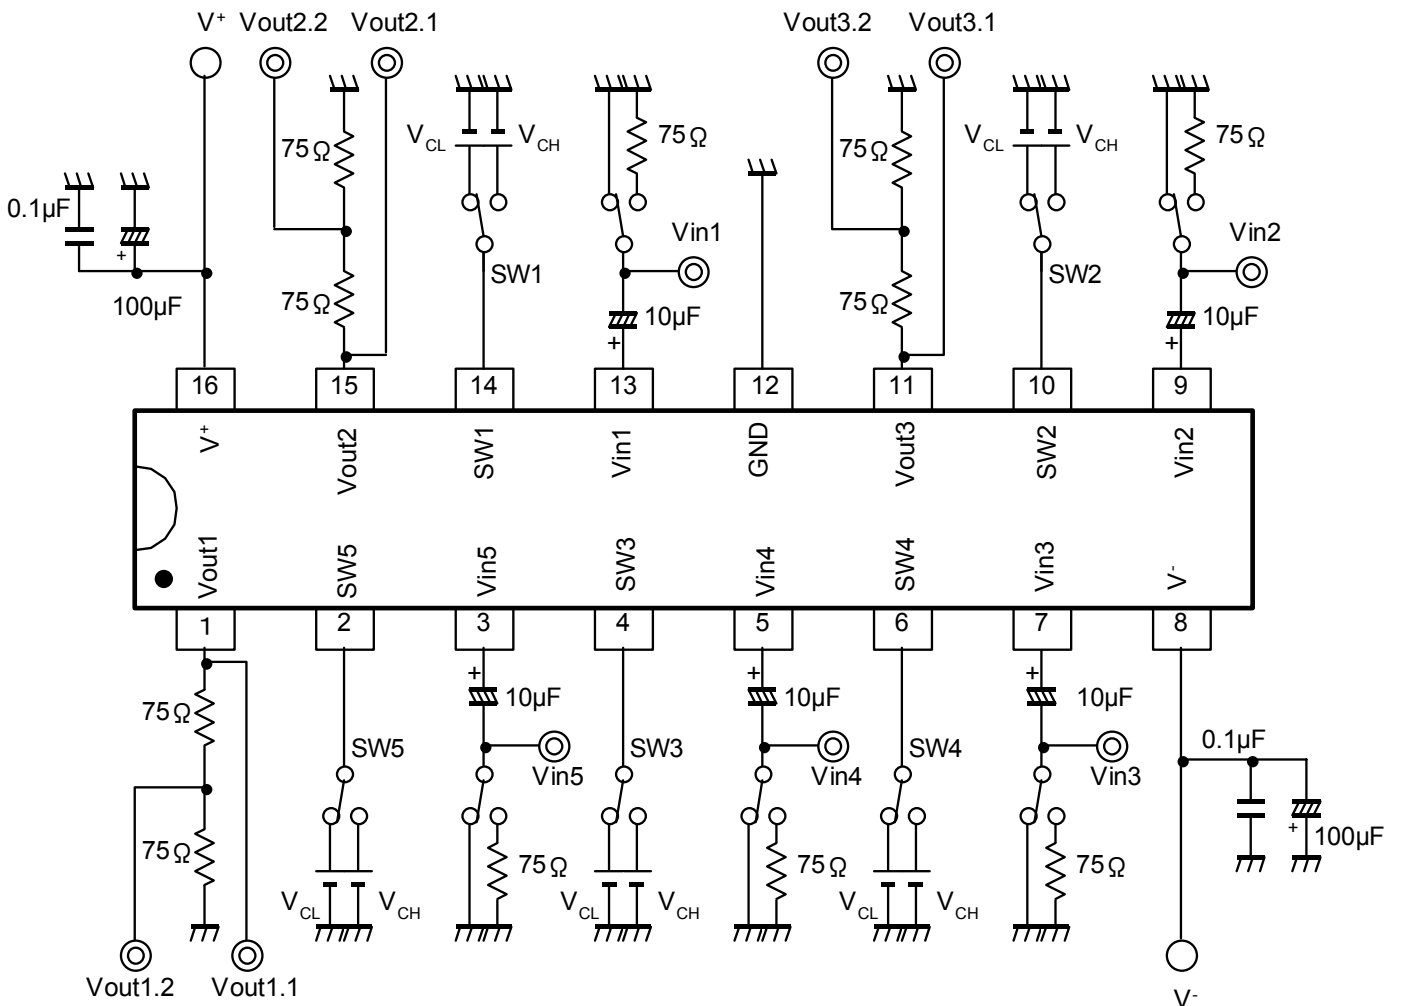 V+ Vout2.2 Vout2.1 Vout3.2 Vout3.1
75Ω VCL VCH 75Ω 75Ω VCL VCH 75Ω
0.1µF
+
100µF
75Ω SW1 Vin1 75Ω SW2 Vin2
10µF 10µF
+ +
16 15 14 13 12 11 10 9
V+ Vout2 SW1 Vin1 GND Vout3 SW2 Vin2
Vout1 SW5 Vin5 SW3 Vin4 SW4 Vin3 V-
1 2 3 4 5 6 7 8
+ + +
75Ω 10µF 10µF 10µF
SW5 Vin5 SW3 Vin4 SW4 Vin3 0.1µF
+
100µF
75Ω 75Ω 75Ω 75Ω
VCL VCH VCL VCH VCL VCH
Vout1.2 Vout1.1 V-